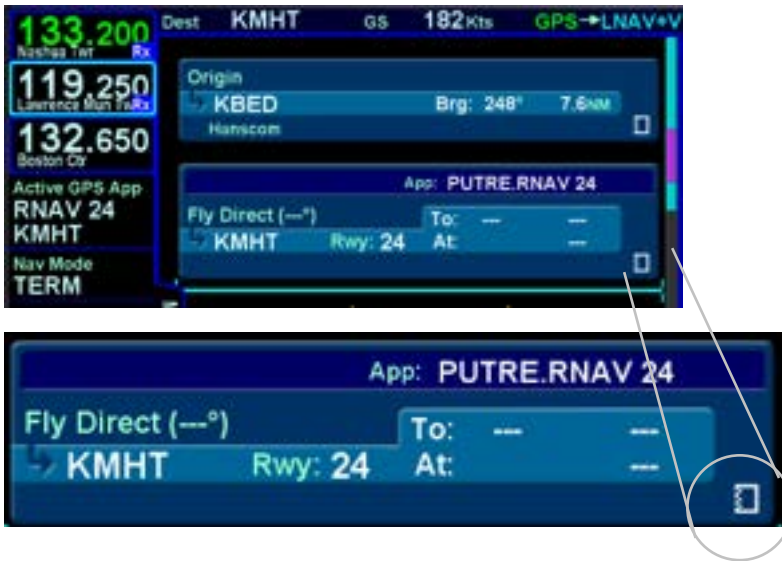 133.200
Nashua Twr Rx
119.250
Lawrence Mun Twr Rx
132.650
Boston Ctr
Active GPS App
RNAV 24
KMHT
Nav Mode
TERM
Dest KMHT GS 182Kts GPS→LNAV+V
Origin
KBED Brg: 248° 7.6NM
Hanscom
App: PUTRE.RNAV 24
Fly Direct (---°) To: --- ---
KMHT Rwy: 24 At: ---
App: PUTRE.RNAV 24
Fly Direct (---°) To: --- ---
KMHT Rwy: 24 At: ---